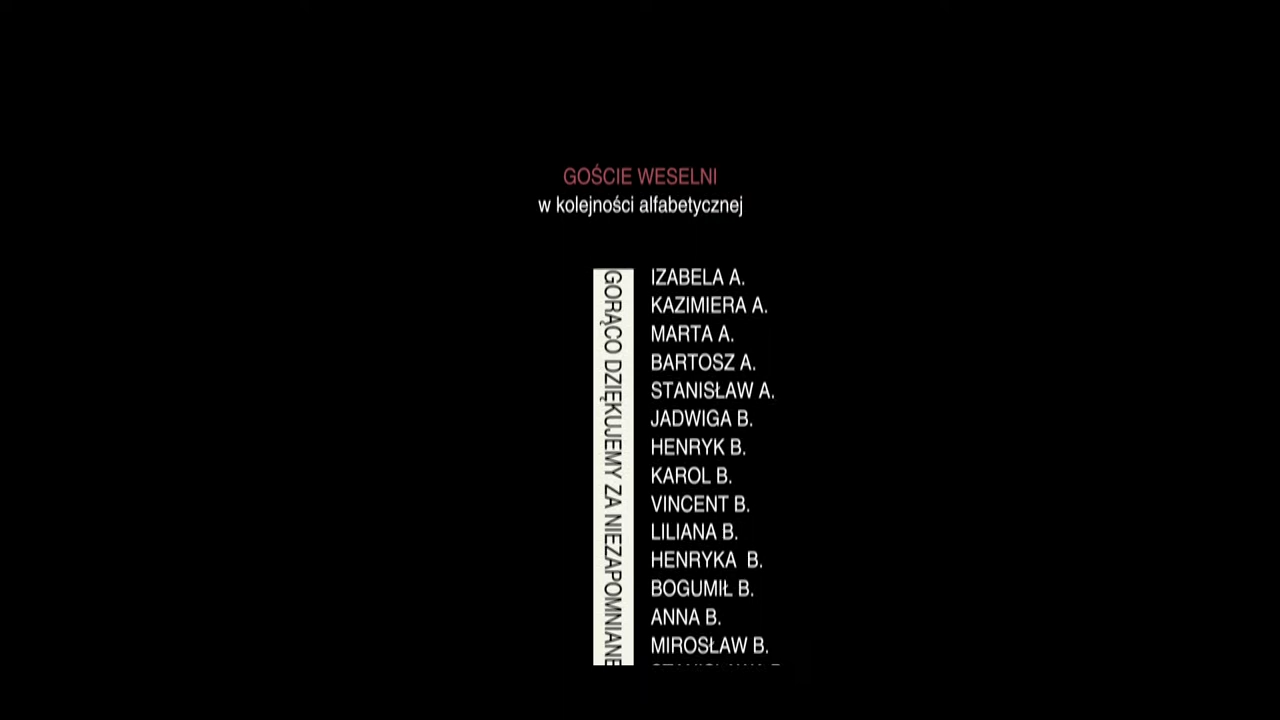 GOŚCIE WESELNI
w kolejności alfabetycznej
GORĄCO DZIĘKUJEMY ZA NIEZAPOMNIANE
IZABELA A.
KAZIMIERA A.
MARTA A.
BARTOSZ A.
STANISŁAW A.
JADWIGA B.
HENRYK B.
KAROL B.
VINCENT B.
LILIANA B.
HENRYKA B.
BOGUMIŁ B.
ANNA B.
MIROSŁAW B.